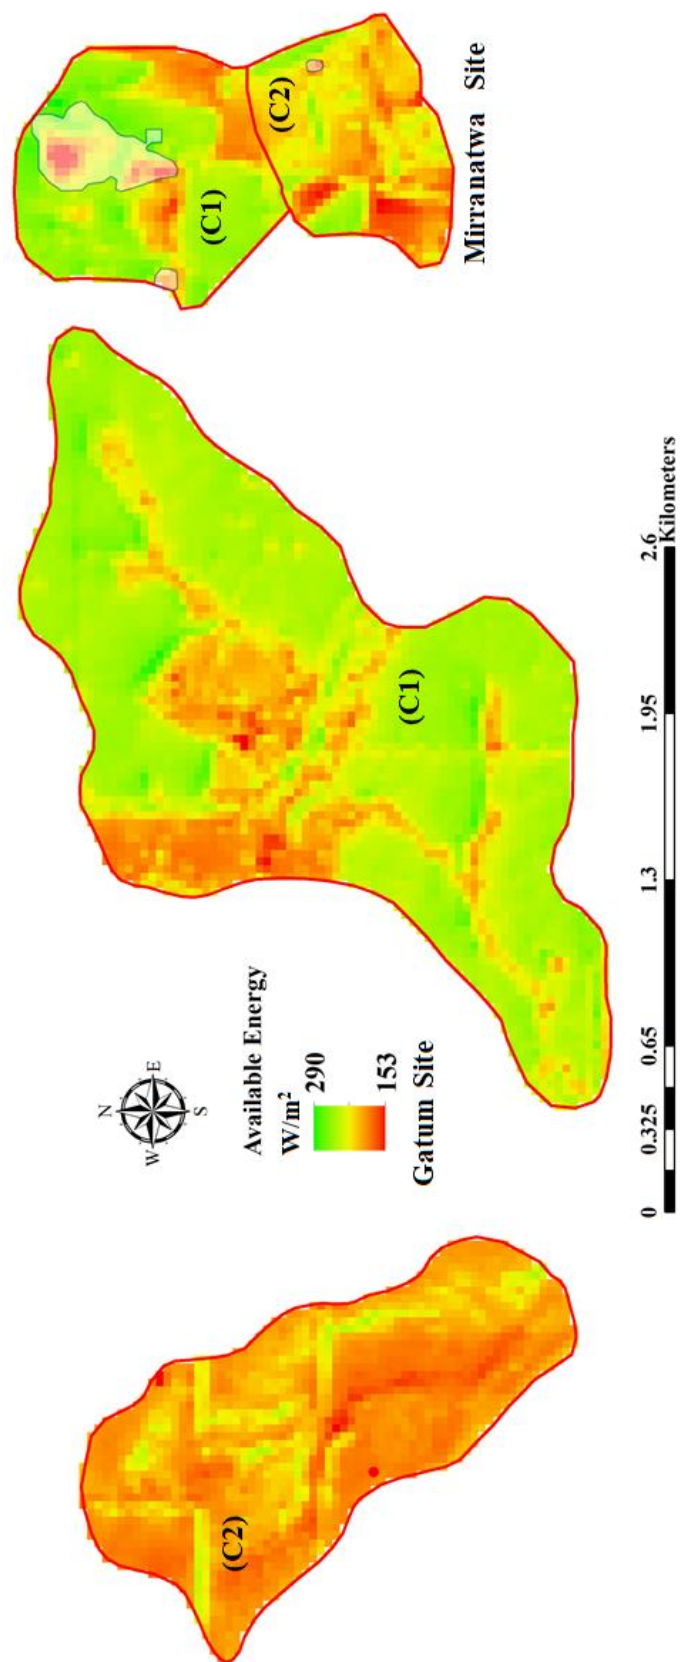 (C1)
(C2)
Mirranatwa Site
(C1)
N
W
E
S
Available Energy
W/m²
290
153
Gatum Site
(C2)
0 0.325 0.65 1.3 1.95 2.6
Kilometers